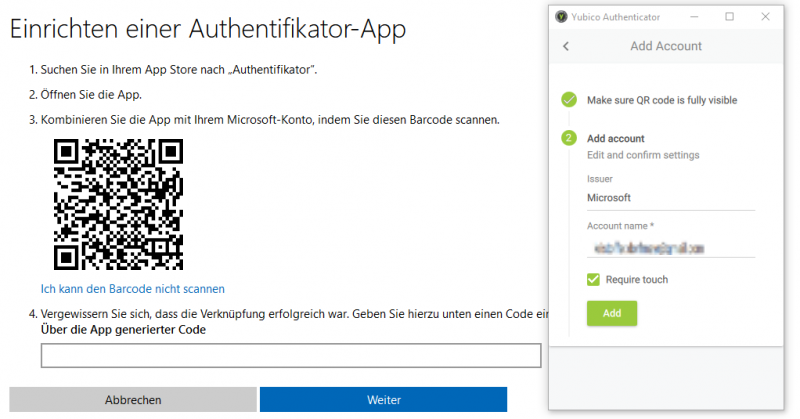 Einrichten einer Authentifikator-App
1. Suchen Sie in Ihrem App Store nach „Authentifikator".
2. Öffnen Sie die App.
3. Kombinieren Sie die App mit Ihrem Microsoft-Konto, indem Sie diesen Barcode scannen.
Ich kann den Barcode nicht scannen
4. Vergewissern Sie sich, dass die Verknüpfung erfolgreich war. Geben Sie hierzu unten einen Code ein
Über die App generierter Code
Abbrechen
Weiter
Yubico Authenticator
Add Account
Make sure QR code is fully visible
2 Add account
Edit and confirm settings
Issuer
Microsoft
Account name *
Require touch
Add